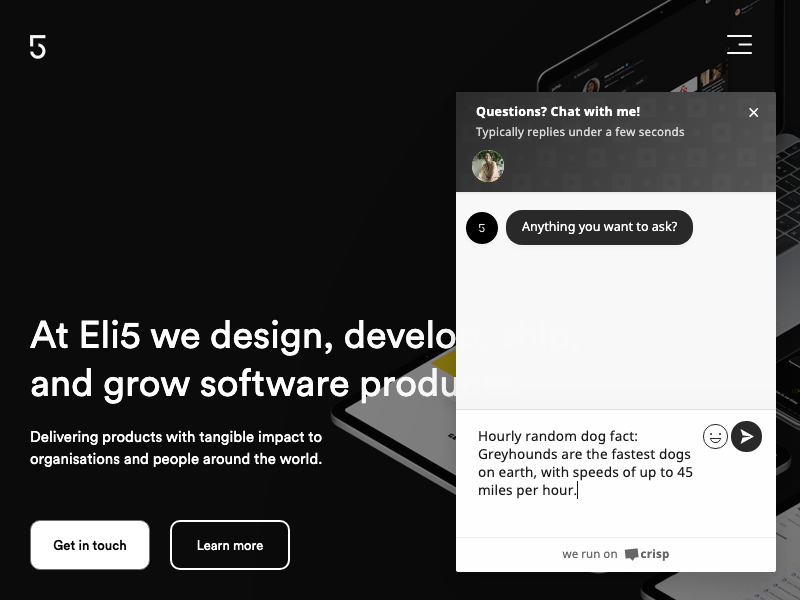 5
Questions? Chat with me!
Typically replies under a few seconds
5
Anything you want to ask?
At Eli5 we design, develop, ship,
and grow software produ
Delivering products with tangible impact to
organisations and people around the world.
Get in touch
Learn more
Hourly random dog fact:
Greyhounds are the fastest dogs
on earth, with speeds of up to 45
miles per hour.
we run on crisp